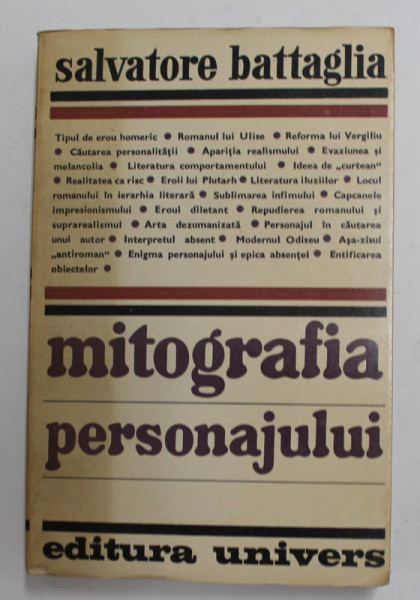 salvatore battaglia
Tipul de erou homeric ● Romanul lui Ulise ● Reforma lui Vergiliu
● Căutarea personalității ● Apariția realismului ● Evaziunea și
melancolia ● Literatura comportamentului ● Ideea de „curtean”
● Realitatea ca risc ● Eroii lui Plutarh ● Literatura iluziilor ● Locul
romanului în ierarhia literară ● Sublimarea infimului ● Capcanele
impresionismului ● Eroul diletant ● Repudierea romanului și
suprarealismul ● Arta dezumanizată ● Personajul în căutarea
unui autor ● Interpretul absent ● Modernul Odiseu ● Așa-zisul
„antiroman” ● Enigma personajului și epica absenței ● Entificarea
obiectelor ●
mitografia
personajului
editura univers